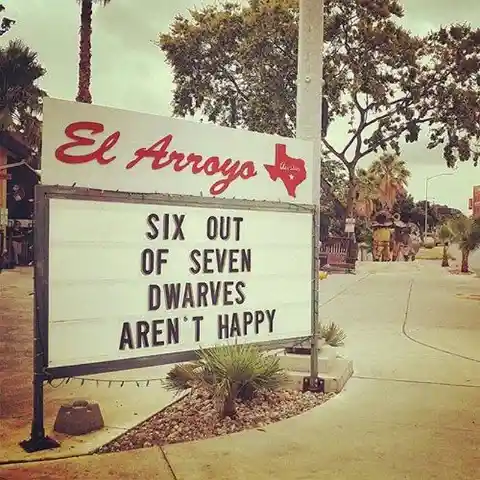 El Arroyo
SIX OUT
OF SEVEN
DWARVES
AREN'T HAPPY